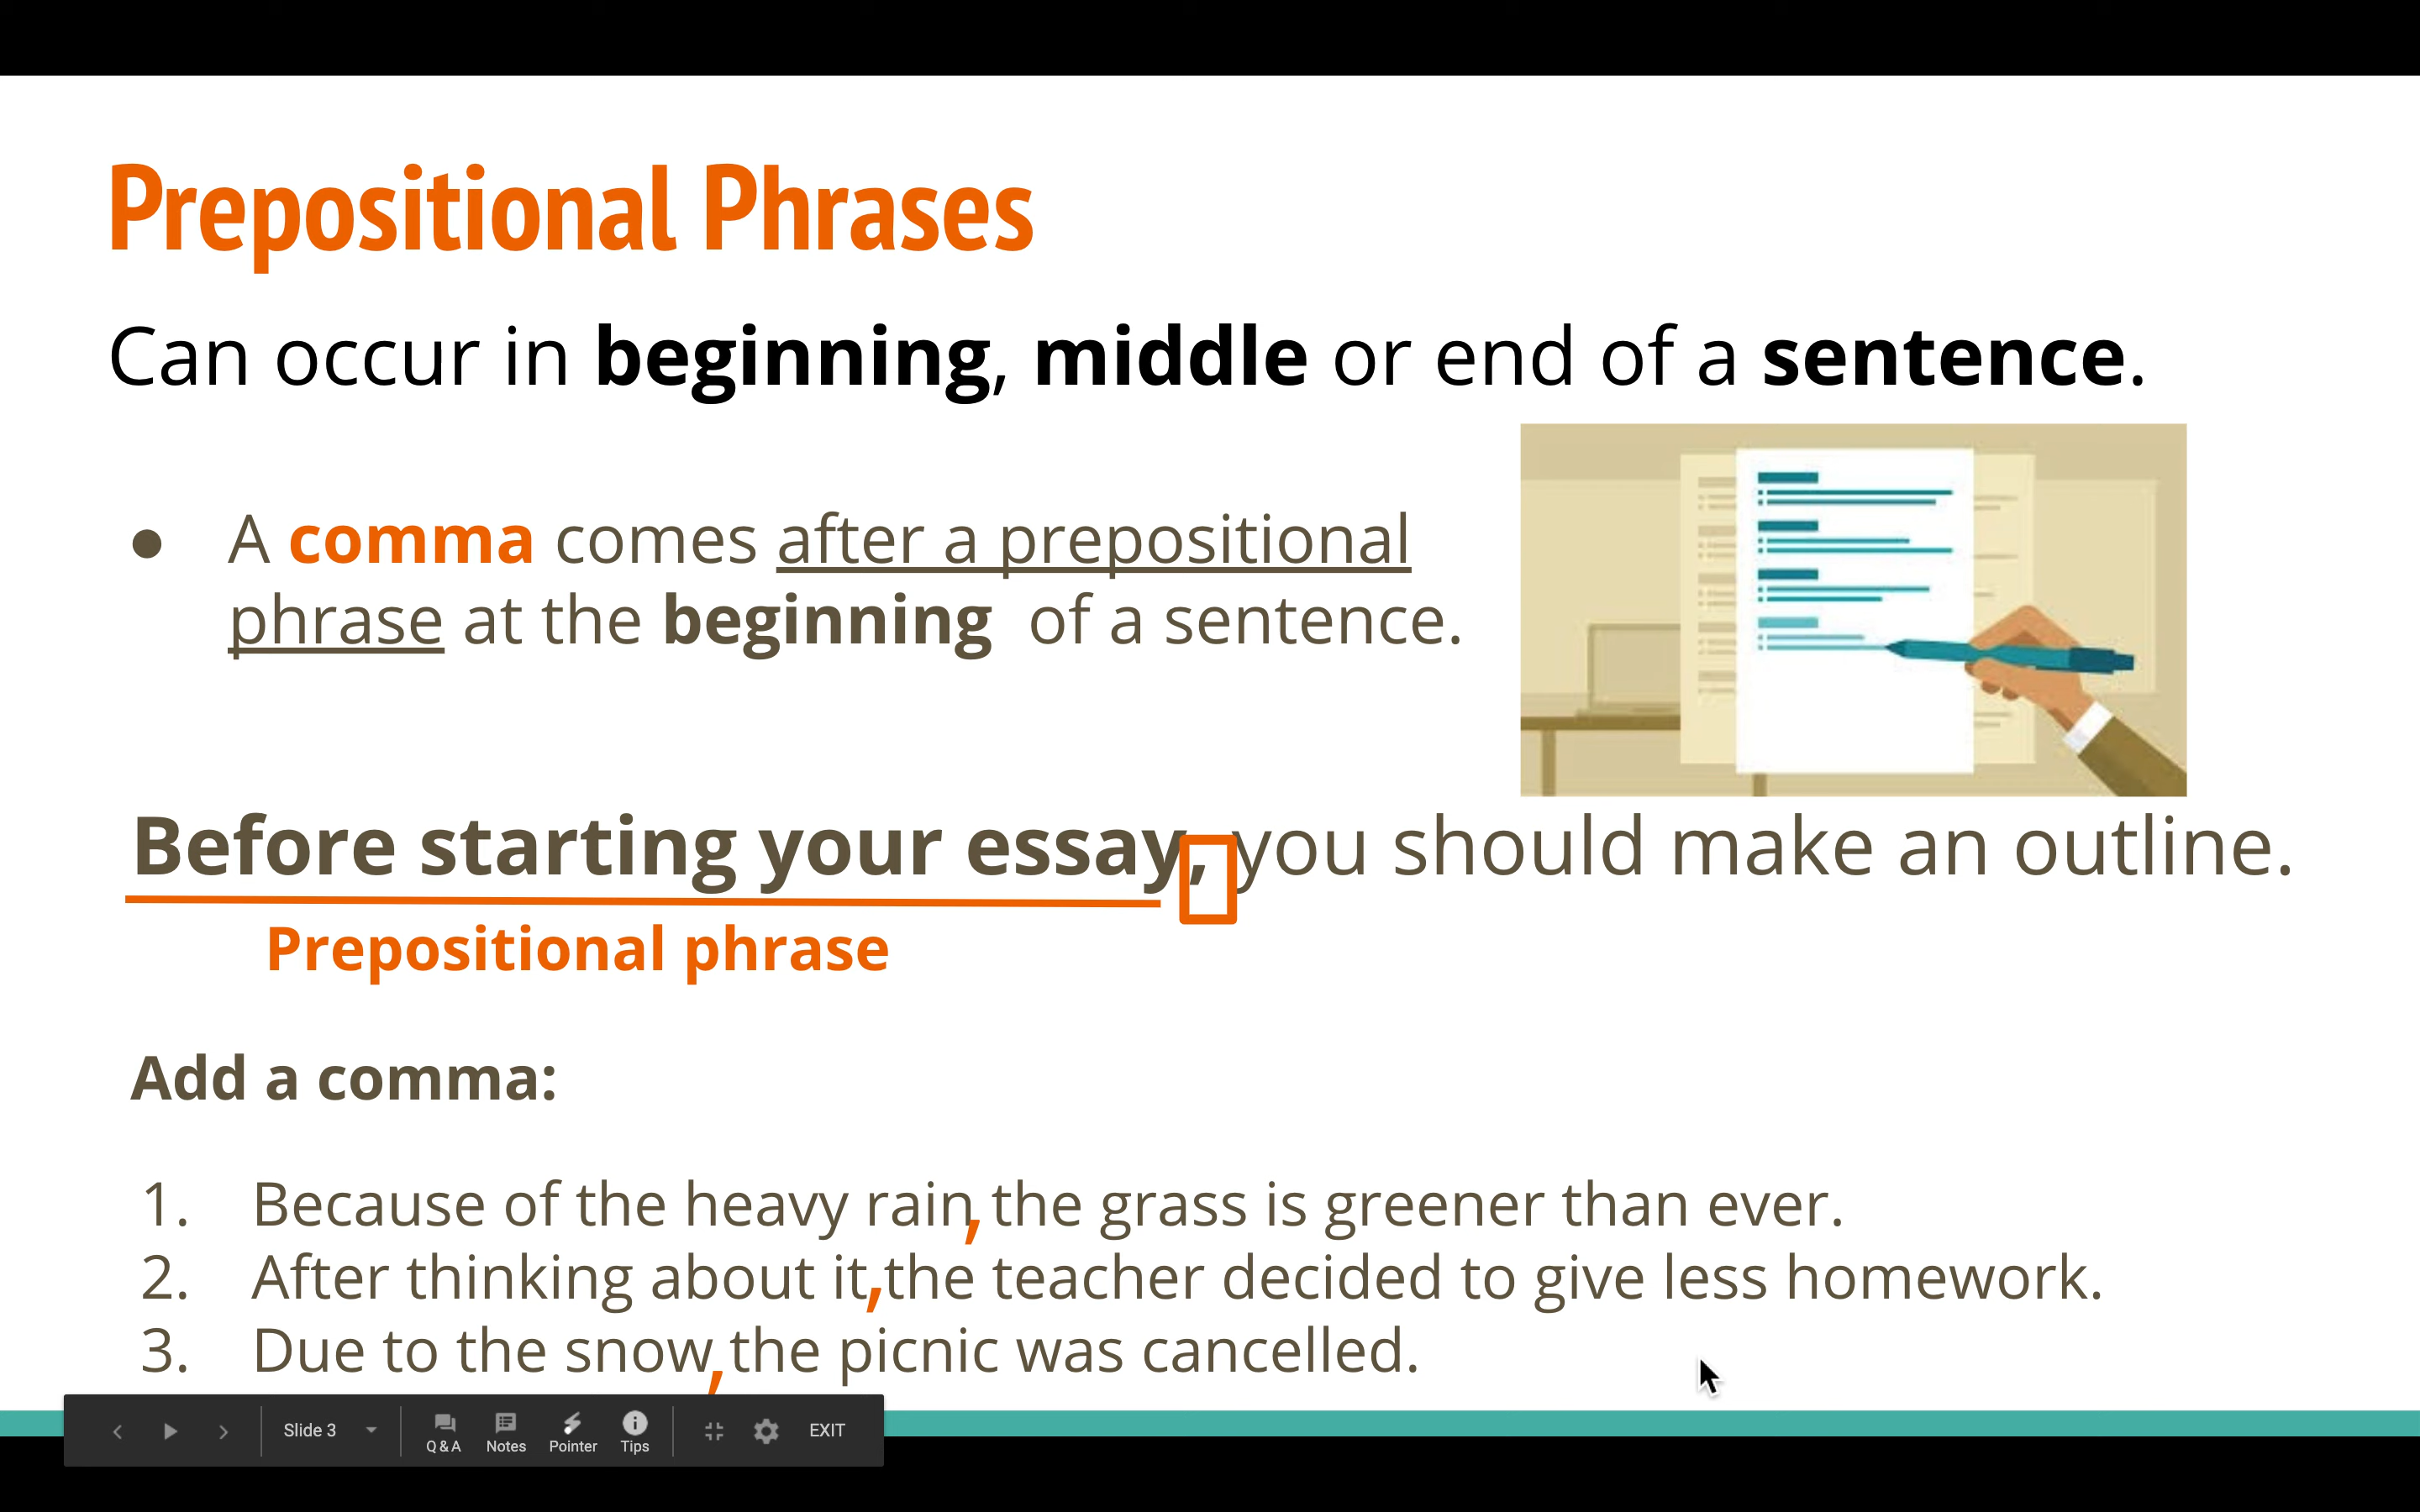 Prepositional Phrases
Can occur in beginning, middle or end of a sentence.
● A comma comes after a prepositional
phrase at the beginning of a sentence.
Before starting your essay, you should make an outline.
Prepositional phrase
Add a comma:
1. Because of the heavy rain, the grass is greener than ever.
2. After thinking about it, the teacher decided to give less homework.
3. Due to the snow, the picnic was cancelled.
Slide 3
Q&A Notes Pointer Tips EXIT